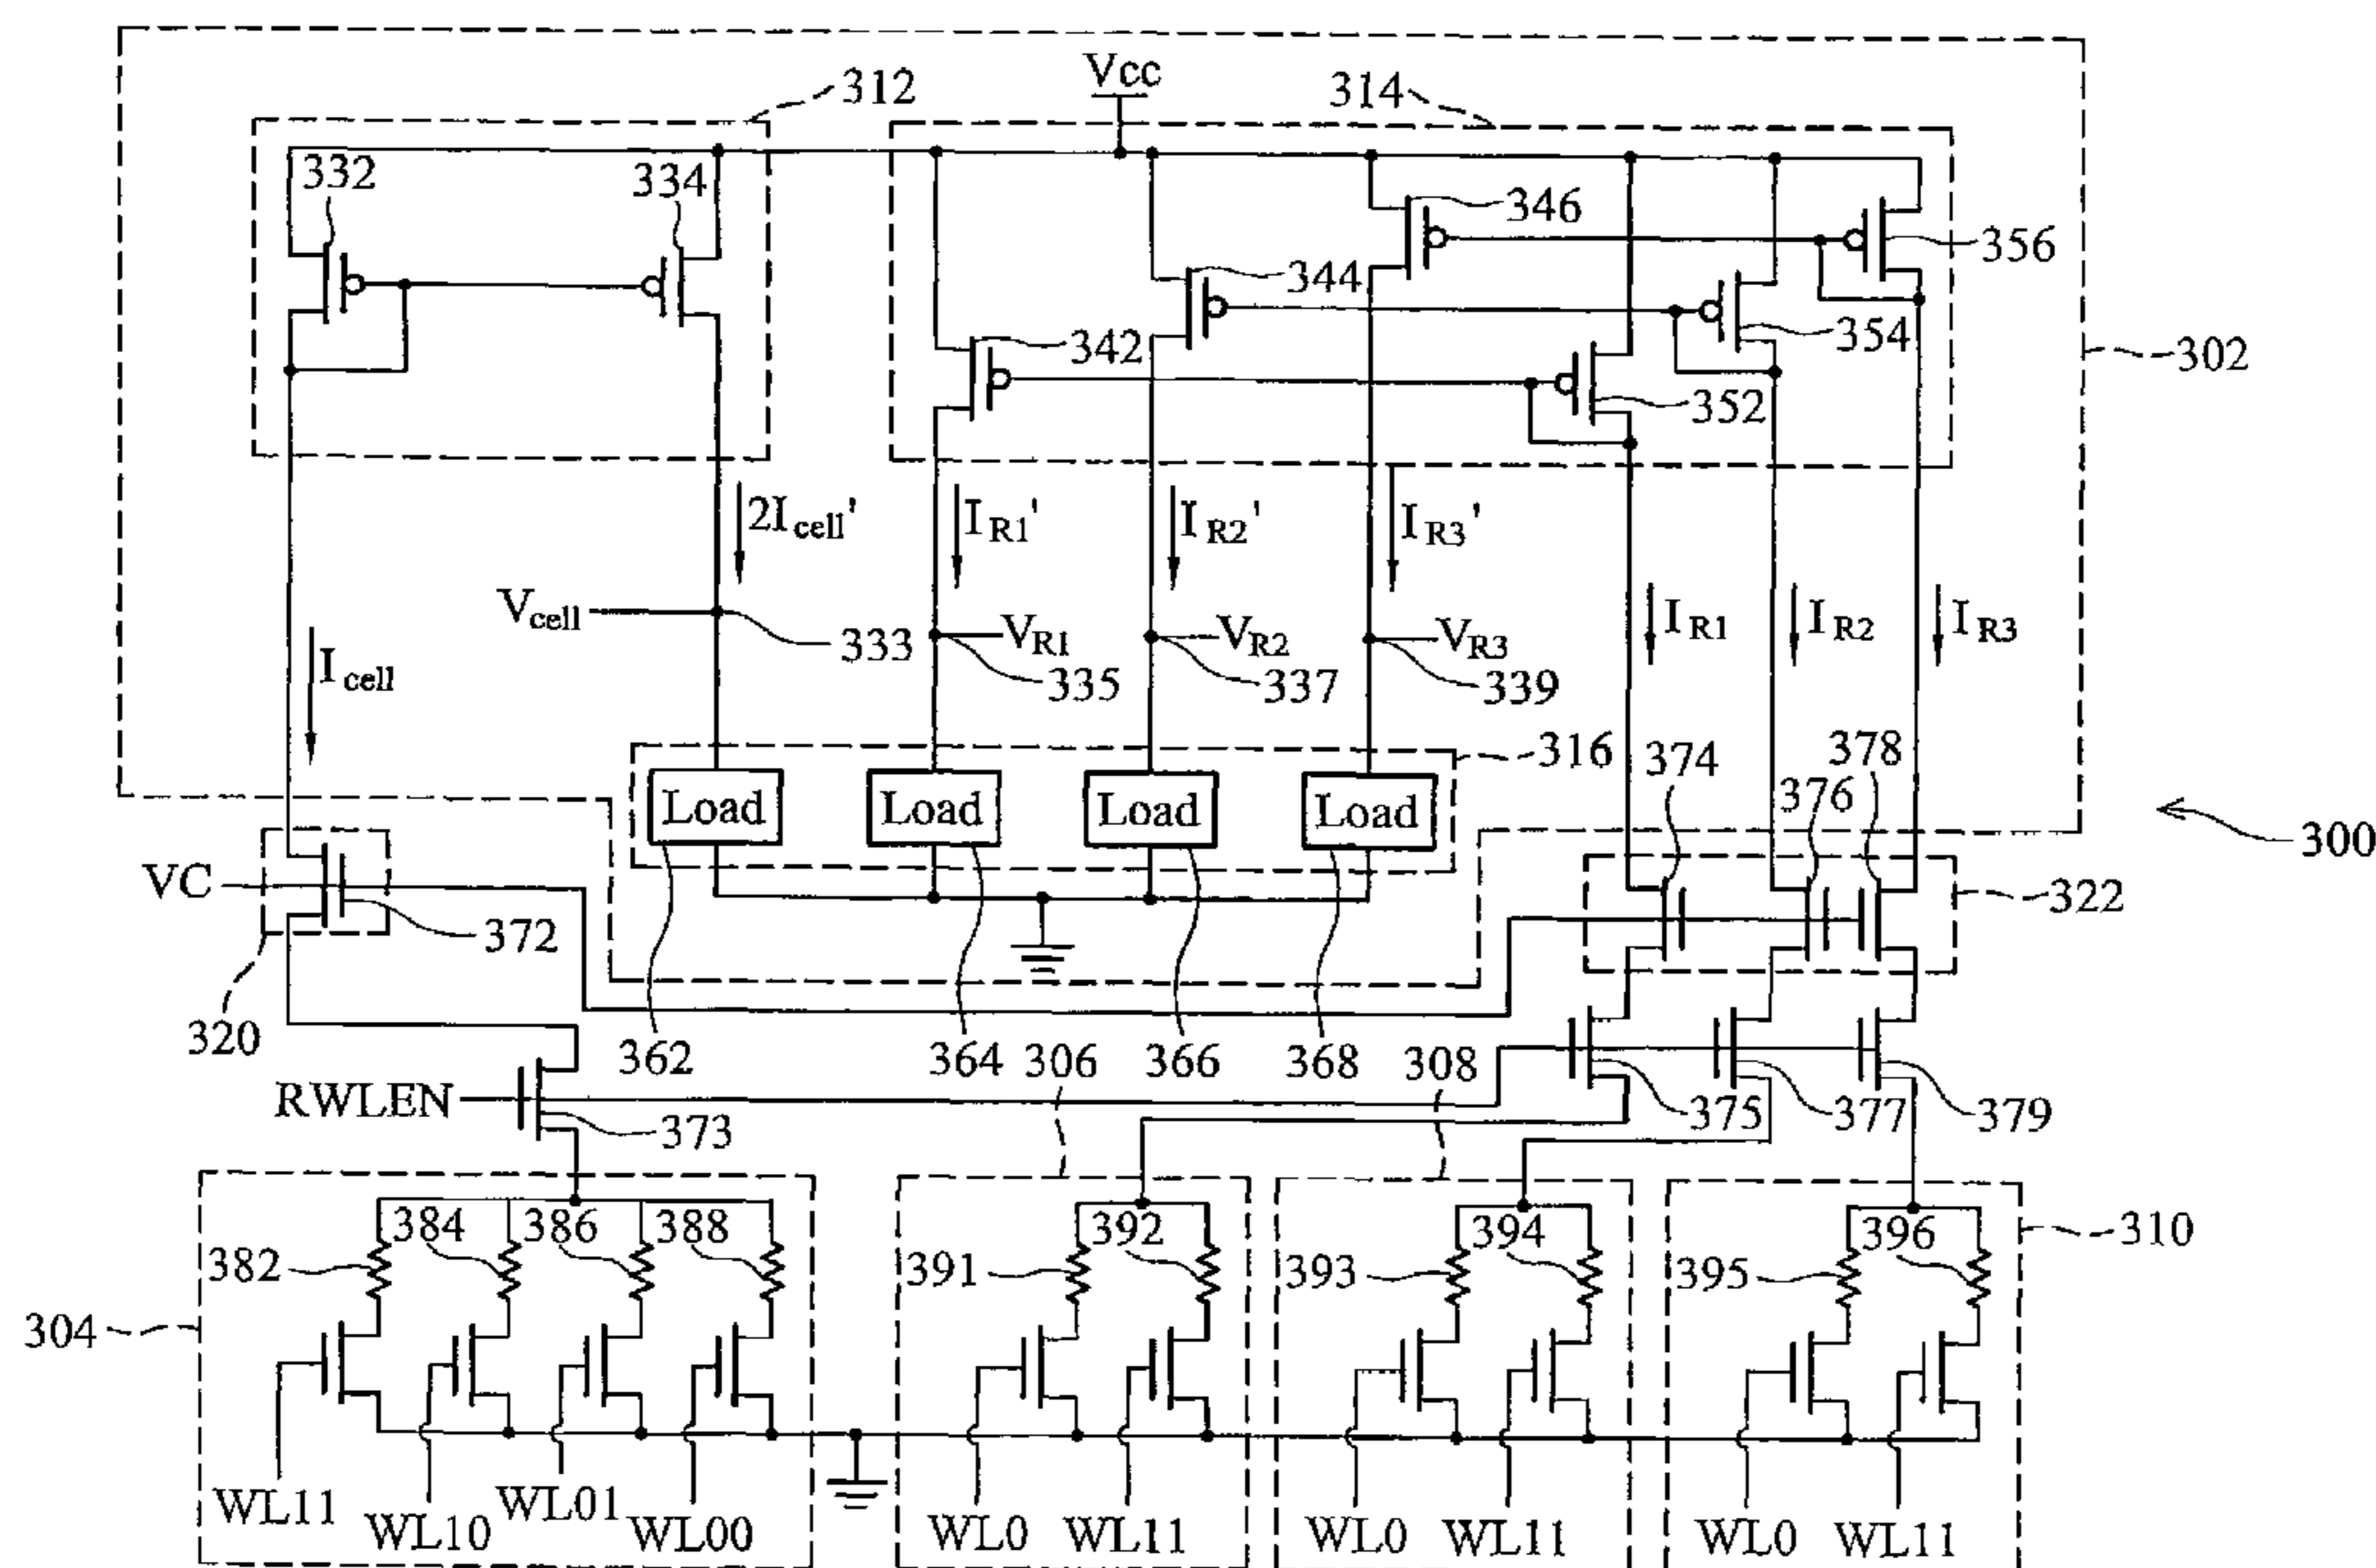 Vcc
312
314
332
334
346
356
344
342
354
302
352
2Icell'
IR1'
IR2'
IR3'
Vcell
333
VR1
335
VR2
337
VR3
339
IR1
IR2
IR3
Icell
316
374
378
376
Load
Load
Load
Load
300
VC
372
322
320
362
364
306
366
368
308
RWLEN
373
375
377
379
382
384
386
388
391
392
393
394
395
396
310
304
WL11
WL10
WL01
WL00
WL0
WL11
WL0
WL11
WL0
WL11